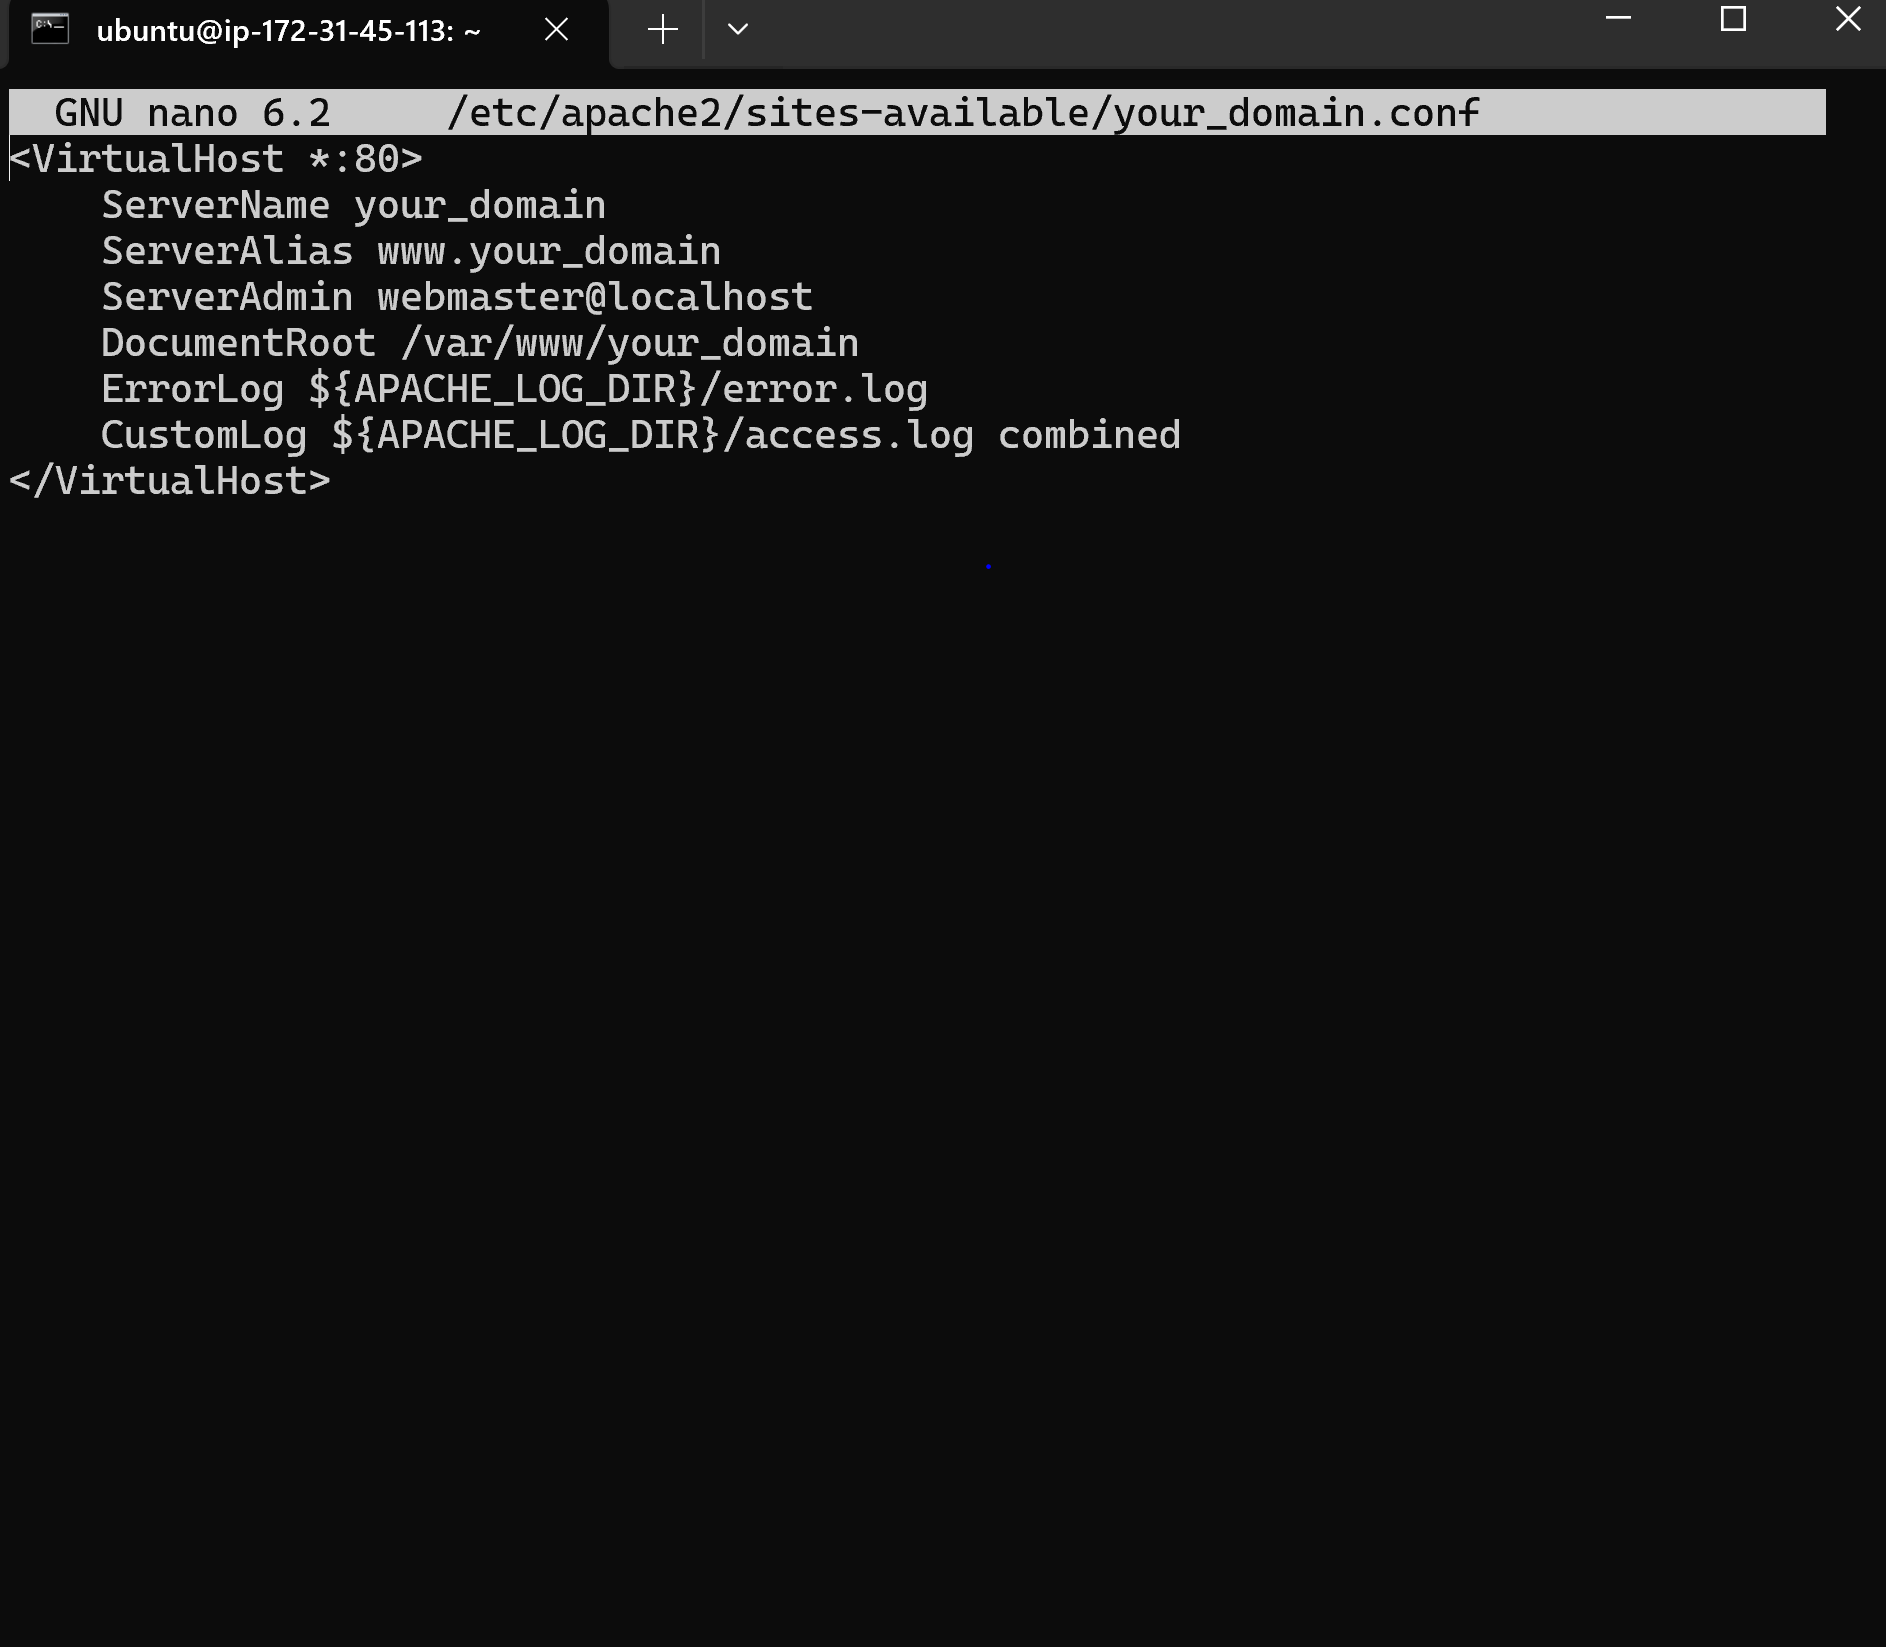 ubuntu@ip-172-31-45-113: ~
GNU nano 6.2 /etc/apache2/sites-available/your_domain.conf
<VirtualHost *:80>
    ServerName your_domain
    ServerAlias www.your_domain
    ServerAdmin webmaster@localhost
    DocumentRoot /var/www/your_domain
    ErrorLog ${APACHE_LOG_DIR}/error.log
    CustomLog ${APACHE_LOG_DIR}/access.log combined
</VirtualHost>